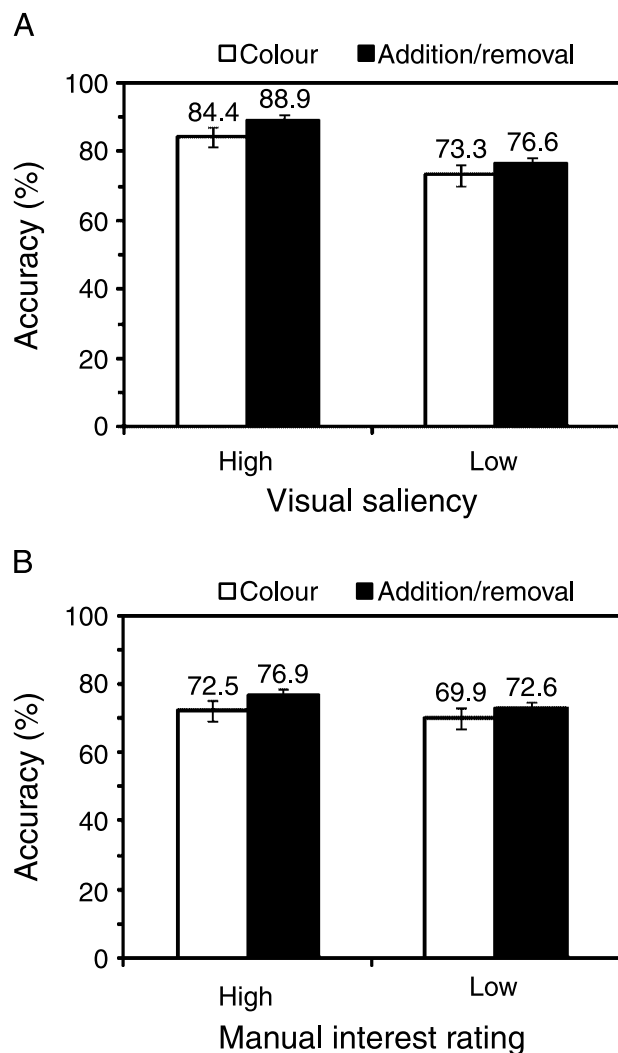 A
Colour Addition/removal
100
80
60
40
20
0
Accuracy (%)
84.4 88.9 73.3 76.6
High Low
Visual saliency
B
Colour Addition/removal
100
80
60
40
20
0
Accuracy (%)
72.5 76.9 69.9 72.6
High Low
Manual interest rating